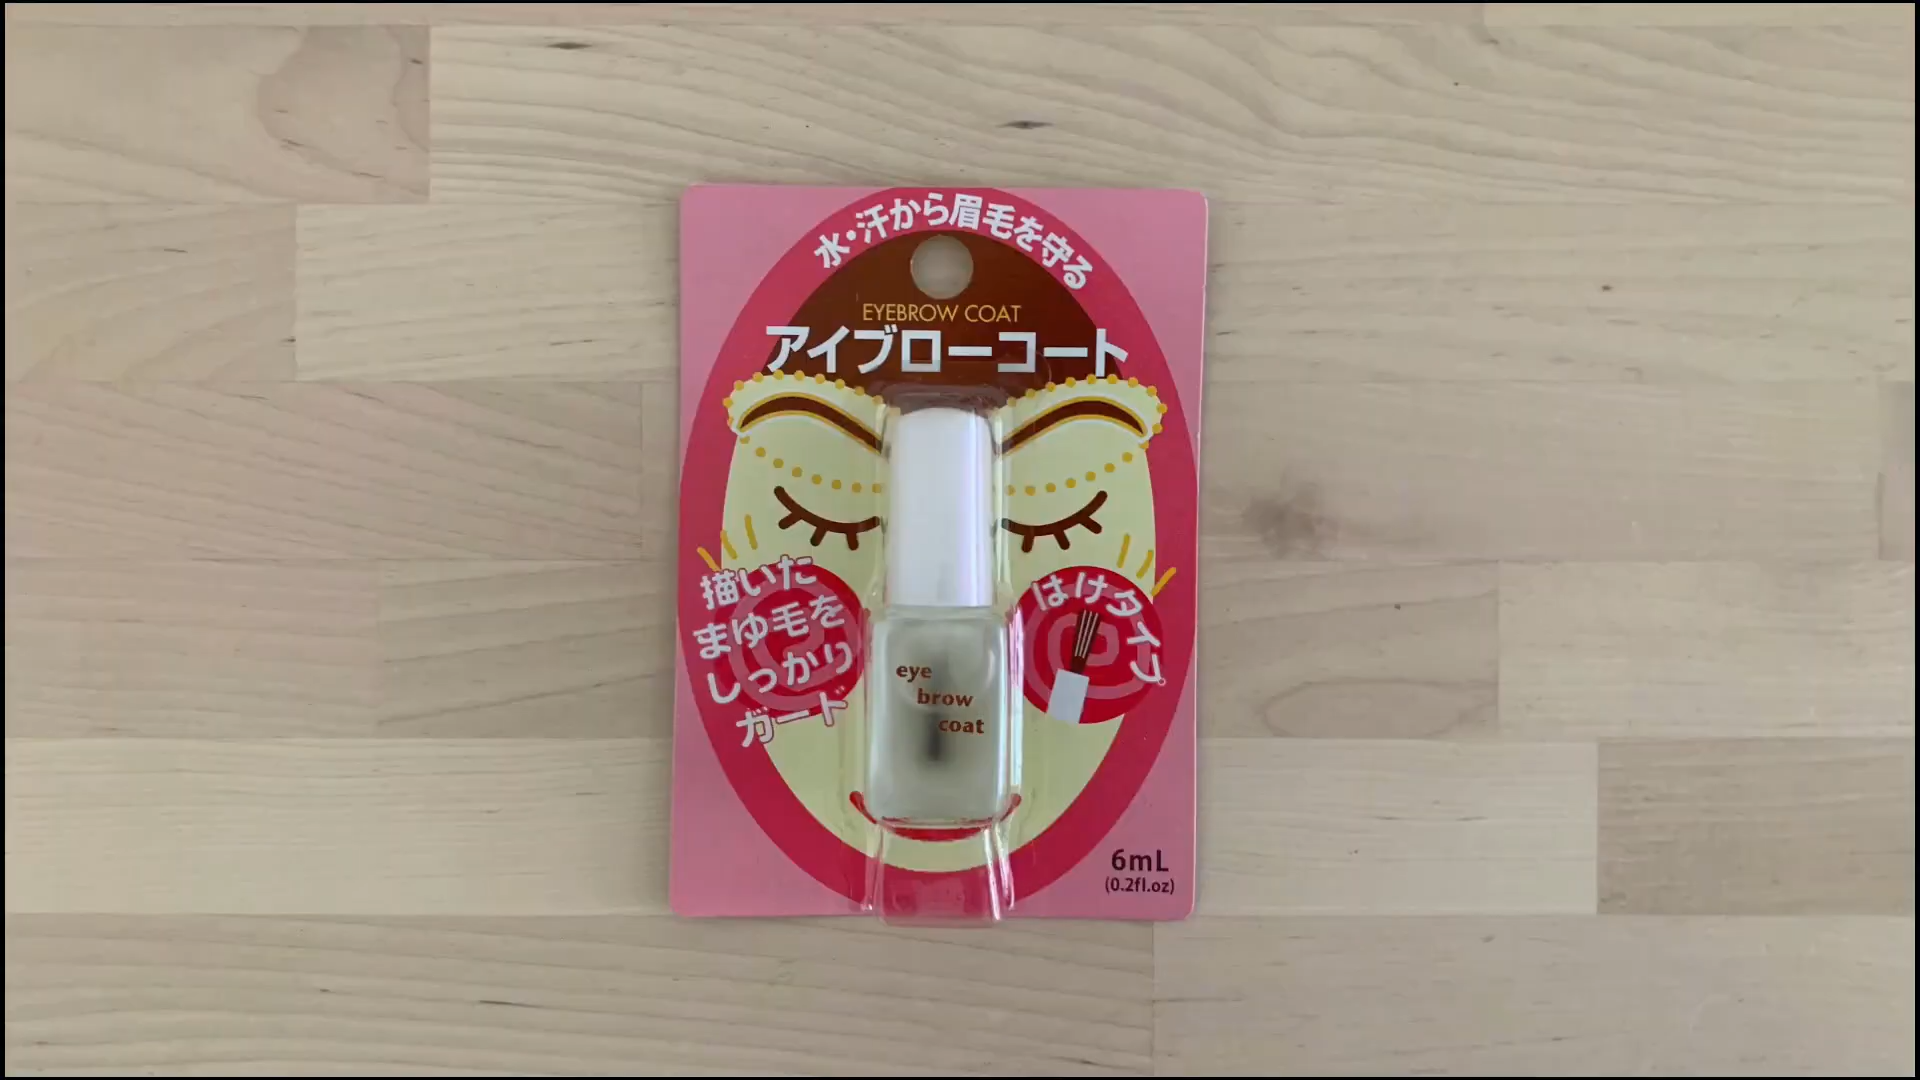 水・汗から眉毛を守る
EYEBROW COAT
アイブローコート
描いた
まゆ毛を
しっかり
ガード
はけタイプ。
eye
brow
coat
6mL
(0.2fl.oz)